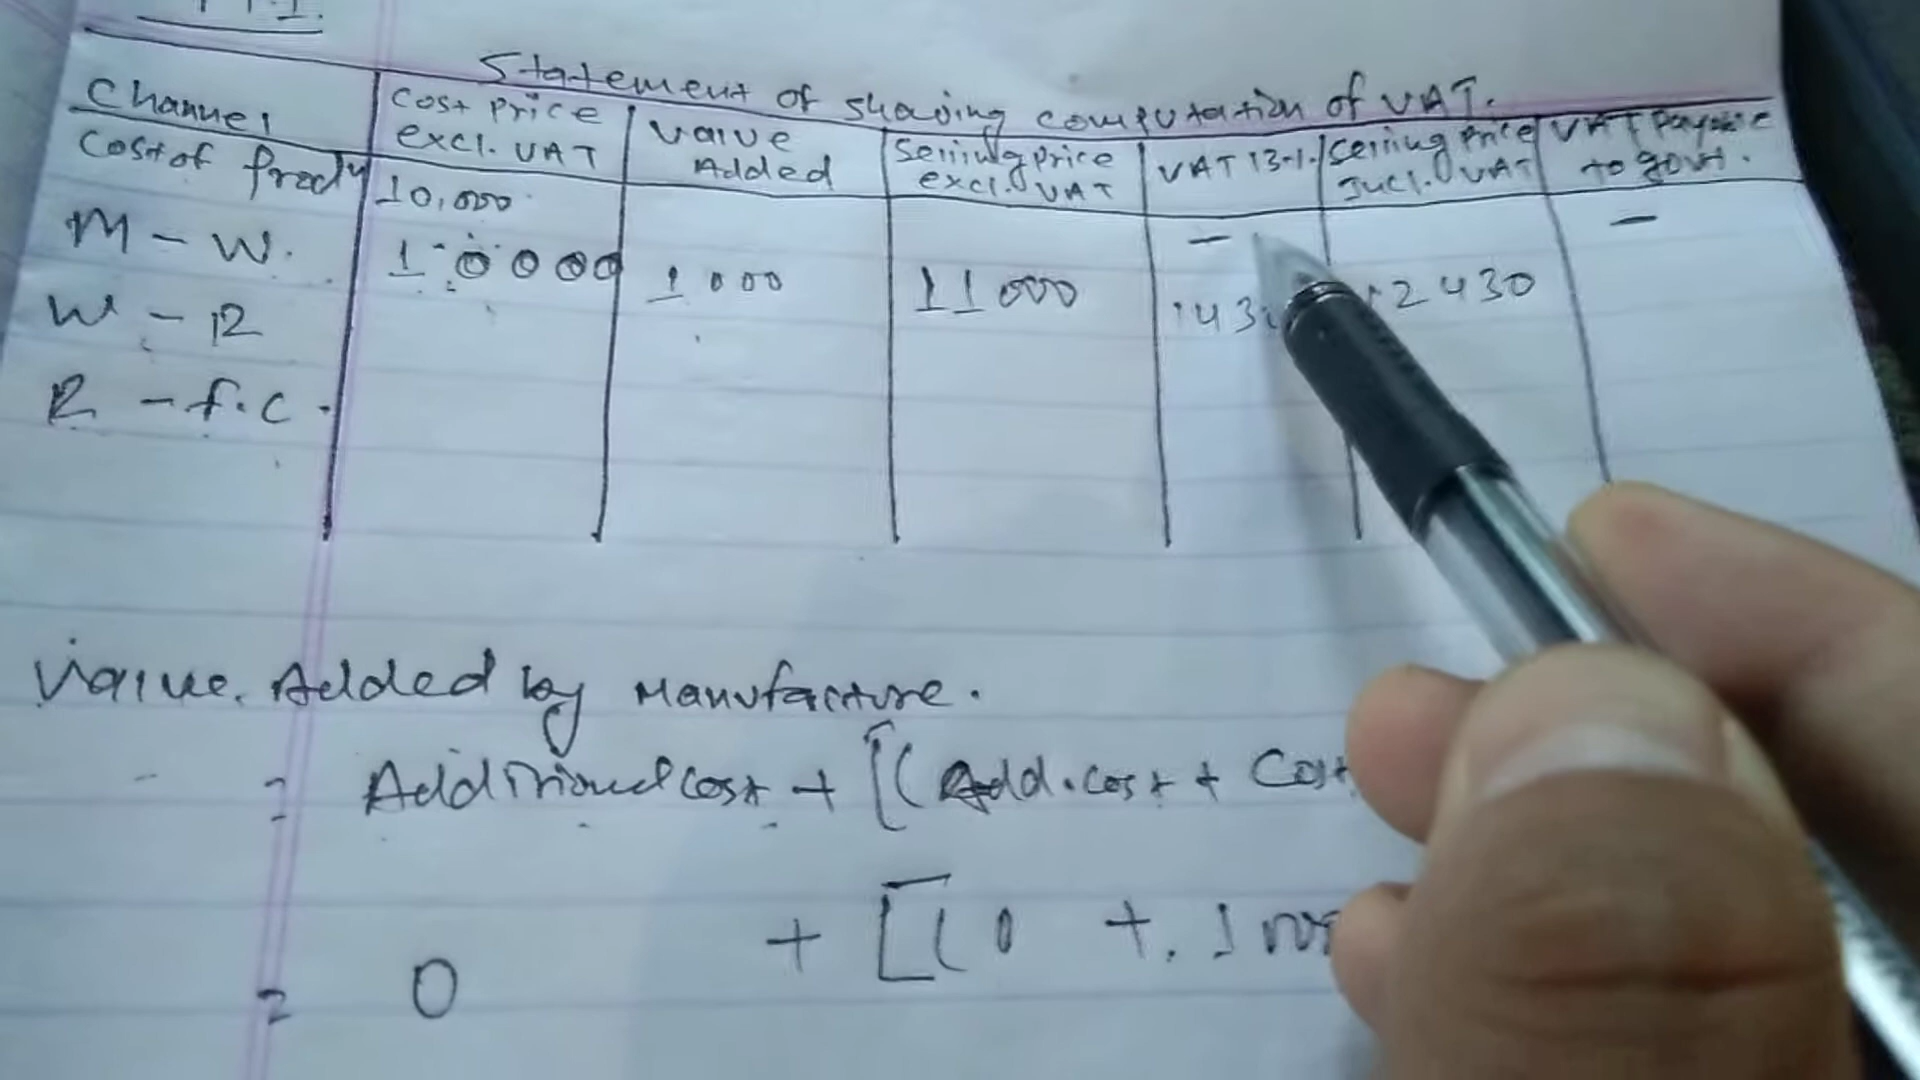 Statement of showing computation of VAT.
Channel
Cost Price excl. VAT
Value Added
Selling Price excl. VAT
VAT 13%
Selling Price Incl. VAT
VAT Payable to govt.
Cost of Prodn 10,000 — —
M - W. 10000 1000 11000 1430 12430
W - R
R - F.C.
Value Added by Manufacture.
= Additional cost + [( Add. cost + Cost
= 0 + [( 0 +